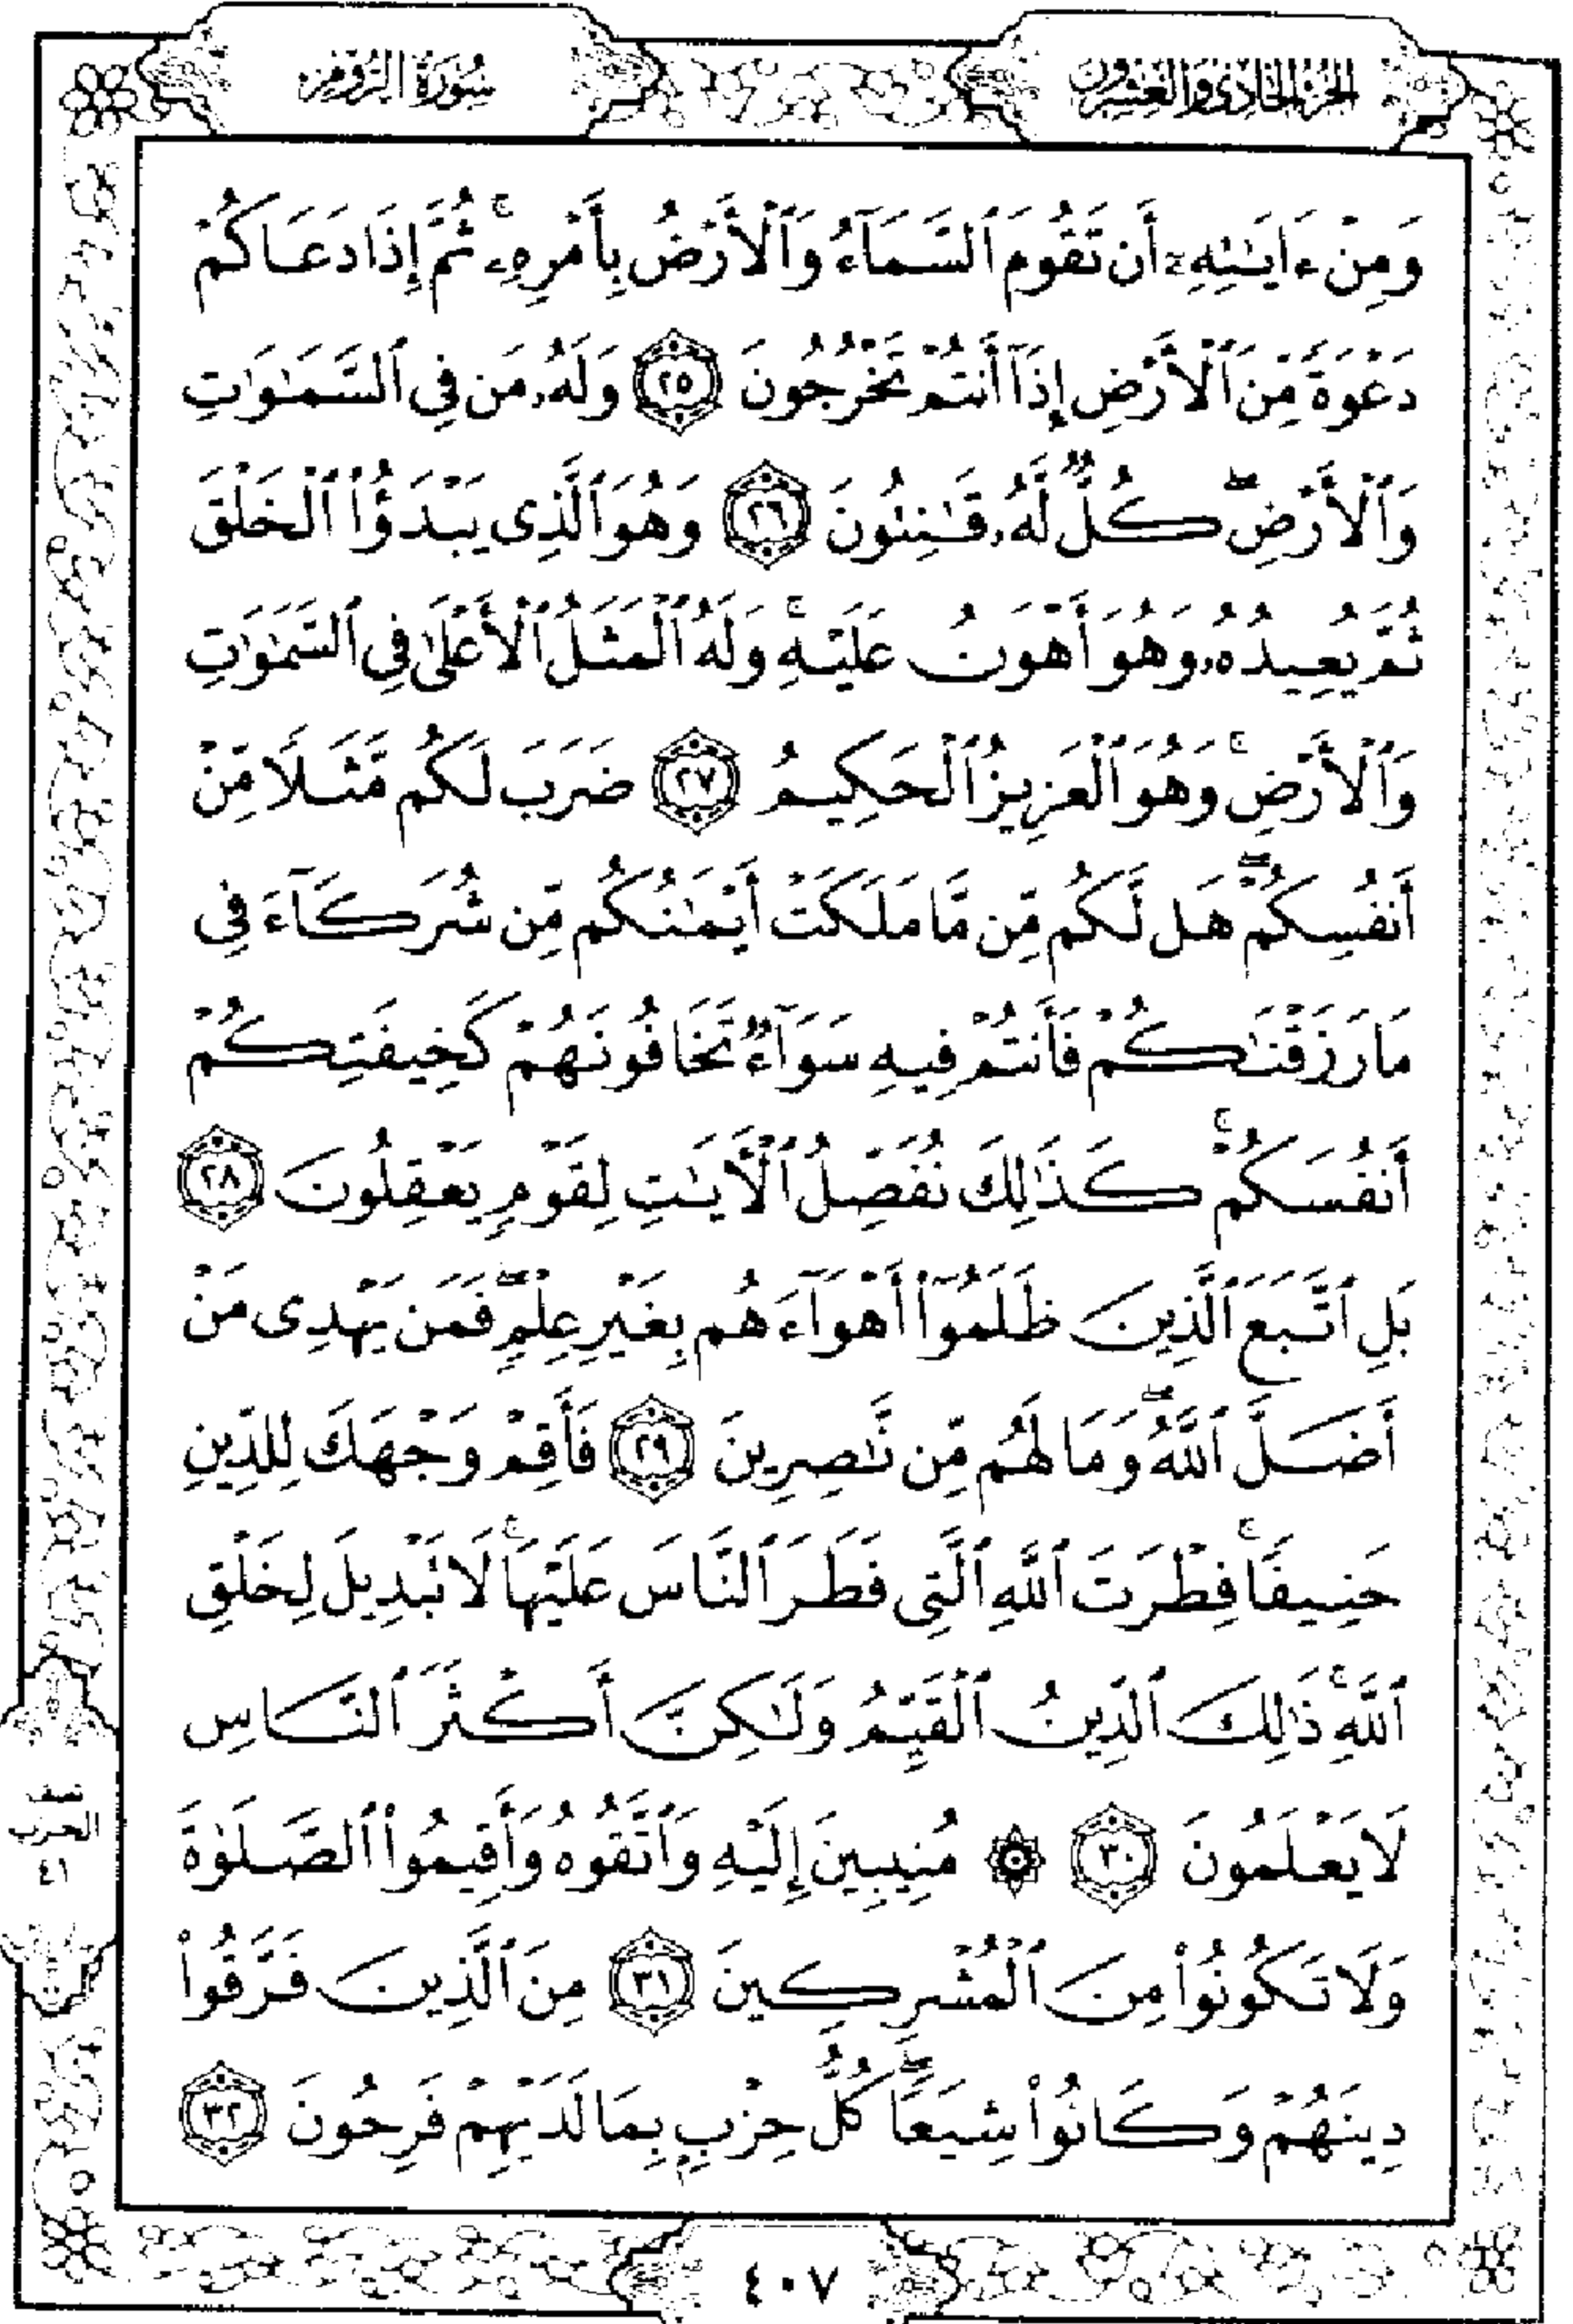 الجزء الحادي والعشرون
سورة الروم
وَمِنْ ءَايَٰتِهِۦٓ أَن تَقُومَ ٱلسَّمَآءُ وَٱلْأَرْضُ بِأَمْرِهِۦ ۚ ثُمَّ إِذَا دَعَاكُمْ
دَعْوَةً مِّنَ ٱلْأَرْضِ إِذَآ أَنتُمْ تَخْرُجُونَ ٢٥ وَلَهُۥ مَن فِى ٱلسَّمَٰوَٰتِ
وَٱلْأَرْضِ ۖ كُلٌّ لَّهُۥ قَٰنِتُونَ ٢٦ وَهُوَ ٱلَّذِى يَبْدَؤُا۟ ٱلْخَلْقَ
ثُمَّ يُعِيدُهُۥ وَهُوَ أَهْوَنُ عَلَيْهِ ۚ وَلَهُ ٱلْمَثَلُ ٱلْأَعْلَىٰ فِى ٱلسَّمَٰوَٰتِ
وَٱلْأَرْضِ ۚ وَهُوَ ٱلْعَزِيزُ ٱلْحَكِيمُ ٢٧ ضَرَبَ لَكُم مَّثَلًا مِّنْ
أَنفُسِكُمْ ۖ هَل لَّكُم مِّن مَّا مَلَكَتْ أَيْمَٰنُكُم مِّن شُرَكَآءَ فِى
مَا رَزَقْنَٰكُمْ فَأَنتُمْ فِيهِ سَوَآءٌ تَخَافُونَهُمْ كَخِيفَتِكُمْ
أَنفُسَكُمْ ۚ كَذَٰلِكَ نُفَصِّلُ ٱلْءَايَٰتِ لِقَوْمٍ يَعْقِلُونَ ٢٨
بَلِ ٱتَّبَعَ ٱلَّذِينَ ظَلَمُوٓا۟ أَهْوَآءَهُم بِغَيْرِ عِلْمٍ ۖ فَمَن يَهْدِى مَنْ
أَضَلَّ ٱللَّهُ ۖ وَمَا لَهُم مِّن نَّٰصِرِينَ ٢٩ فَأَقِمْ وَجْهَكَ لِلدِّينِ
حَنِيفًا ۚ فِطْرَتَ ٱللَّهِ ٱلَّتِى فَطَرَ ٱلنَّاسَ عَلَيْهَا ۚ لَا تَبْدِيلَ لِخَلْقِ
ٱللَّهِ ۚ ذَٰلِكَ ٱلدِّينُ ٱلْقَيِّمُ وَلَٰكِنَّ أَكْثَرَ ٱلنَّاسِ
لَا يَعْلَمُونَ ٣٠ ۞ مُنِيبِينَ إِلَيْهِ وَٱتَّقُوهُ وَأَقِيمُوا۟ ٱلصَّلَوٰةَ
وَلَا تَكُونُوا۟ مِنَ ٱلْمُشْرِكِينَ ٣١ مِنَ ٱلَّذِينَ فَرَّقُوا۟
دِينَهُمْ وَكَانُوا۟ شِيَعًا ۖ كُلُّ حِزْبٍۭ بِمَا لَدَيْهِمْ فَرِحُونَ ٣٢
نصف
الحزب
٤١
٤٠٧